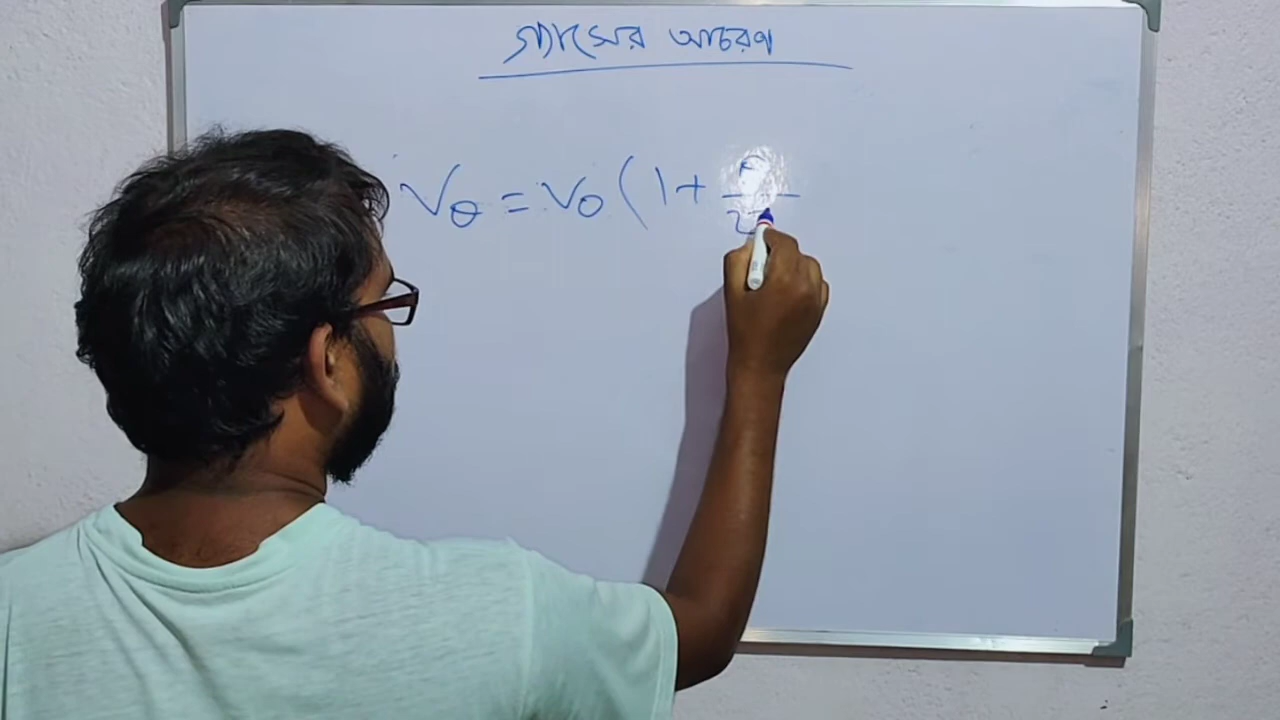 গ্যাসের আচরণ
Vθ = V0 (1+